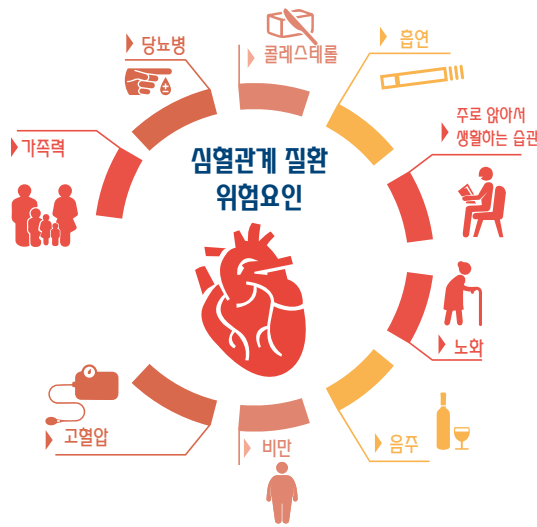 심혈관계 질환
위험요인
콜레스테롤
흡연
주로 앉아서
생활하는 습관
노화
음주
비만
고혈압
가족력
당뇨병